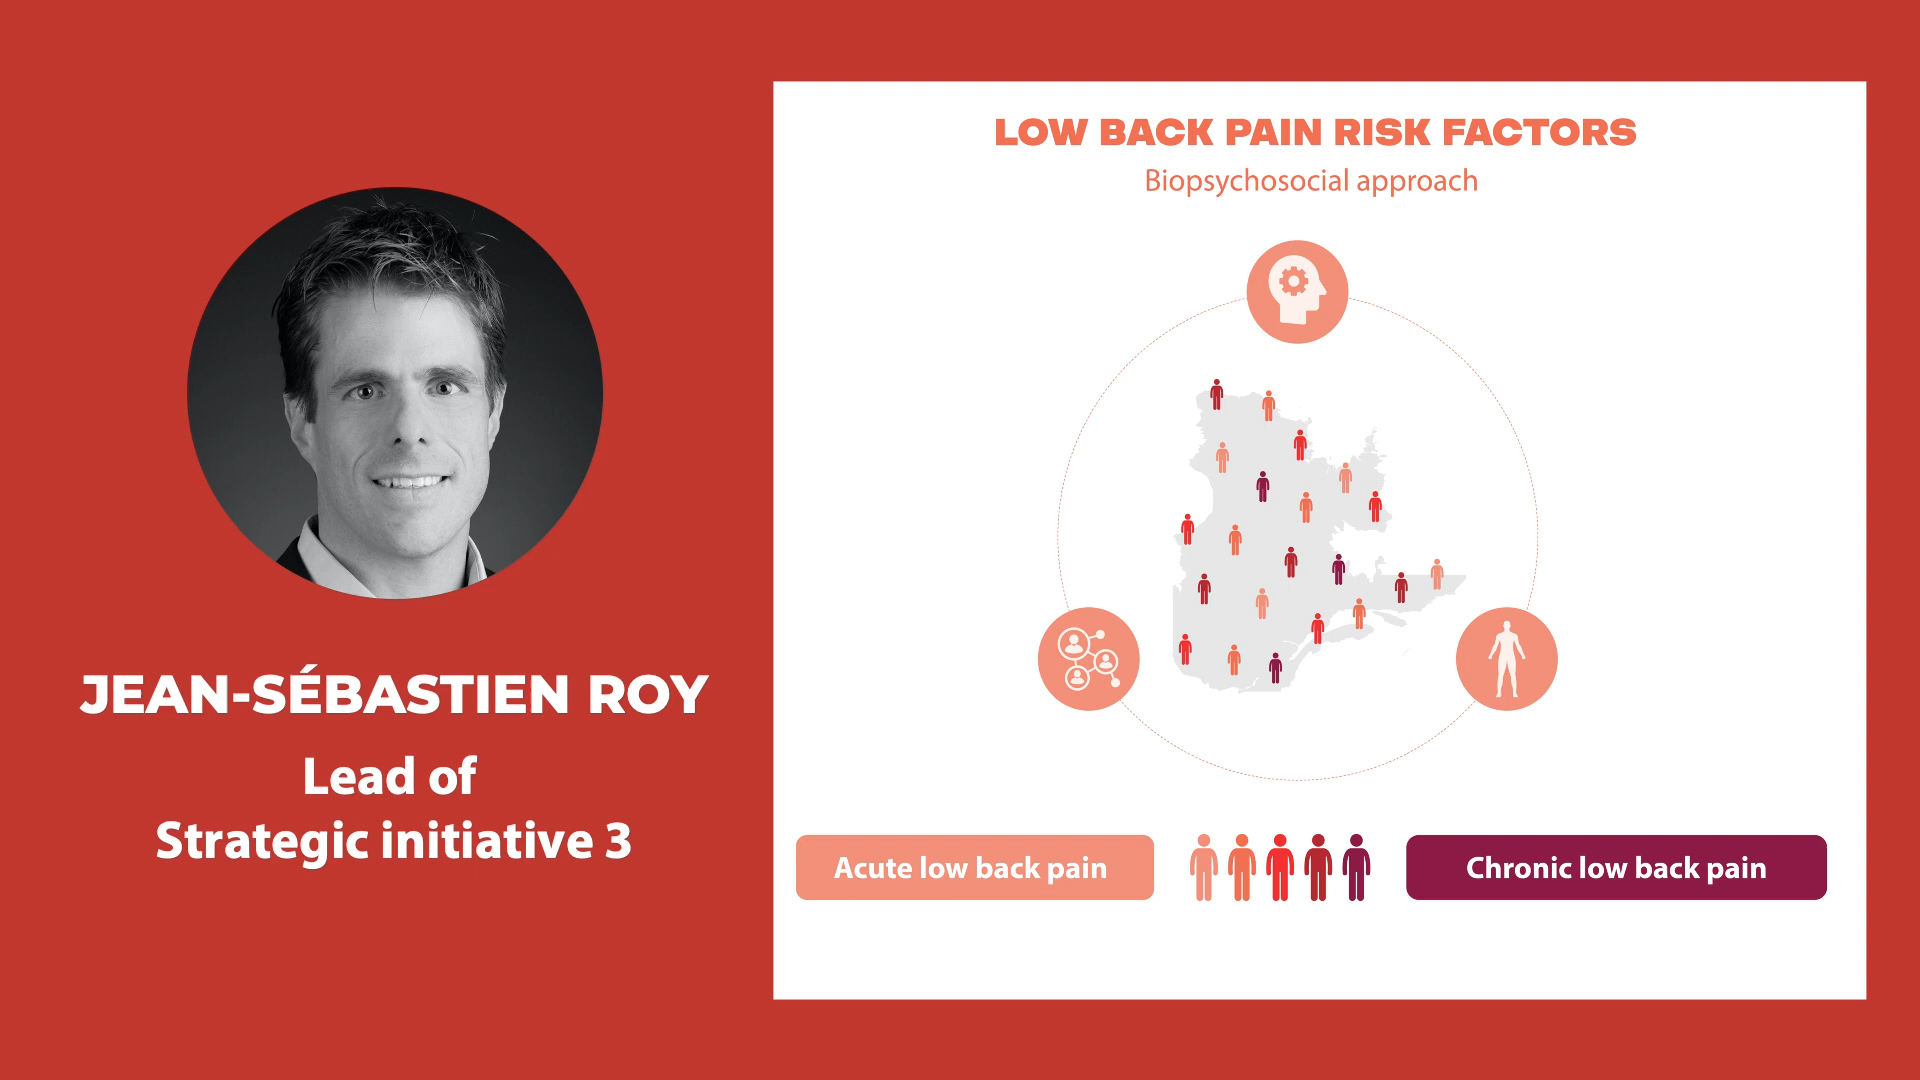 JEAN-SÉBASTIEN ROY
Lead of
Strategic initiative 3
LOW BACK PAIN RISK FACTORS
Biopsychosocial approach
Acute low back pain
Chronic low back pain